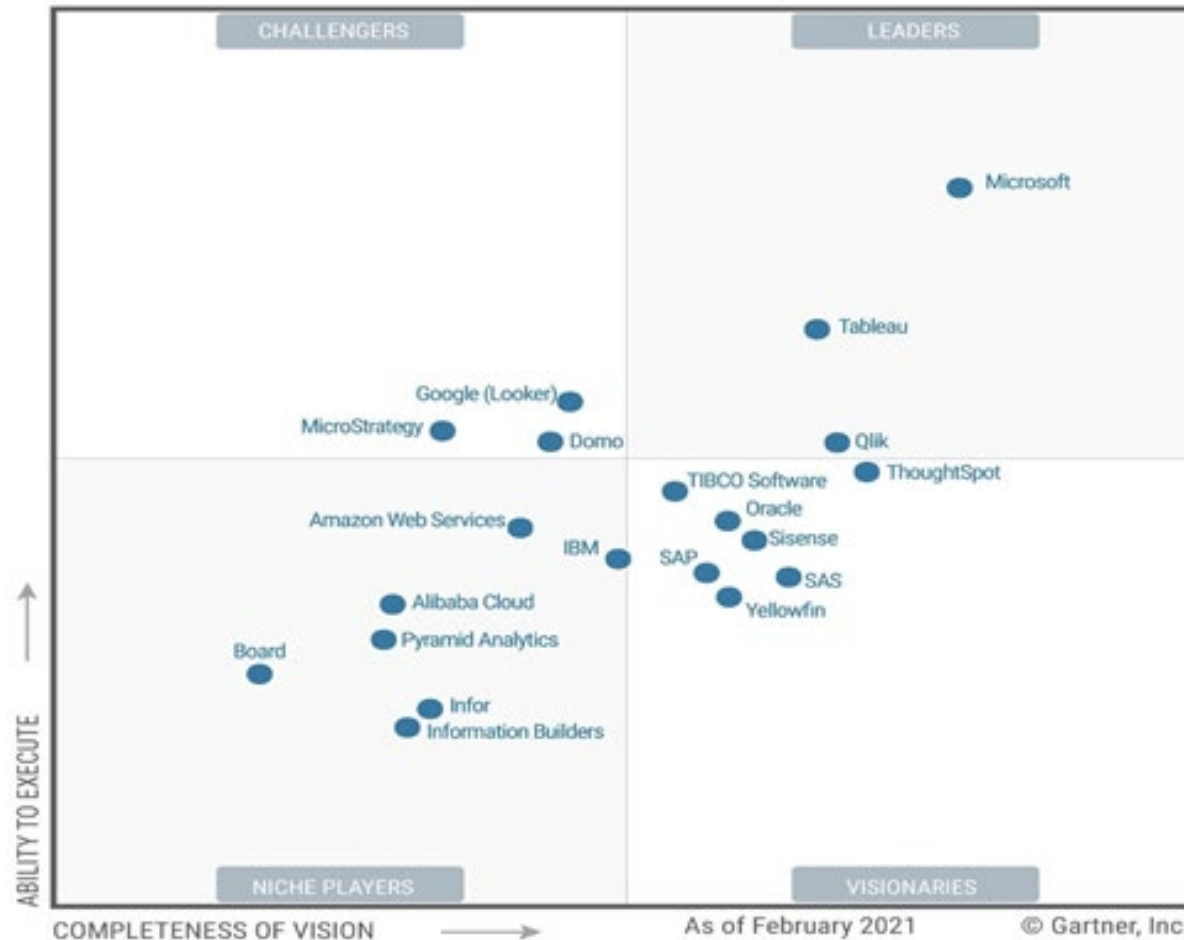 CHALLENGERS
LEADERS
Microsoft
Tableau
Google (Looker)
MicroStrategy
Domo
Qlik
ThoughtSpot
TIBCO Software
Oracle
Amazon Web Services
Sisense
IBM
SAP
SAS
Yellowfin
Alibaba Cloud
Pyramid Analytics
Board
Infor
Information Builders
ABILITY TO EXECUTE
NICHE PLAYERS
VISIONARIES
COMPLETENESS OF VISION
As of February 2021
© Gartner, Inc